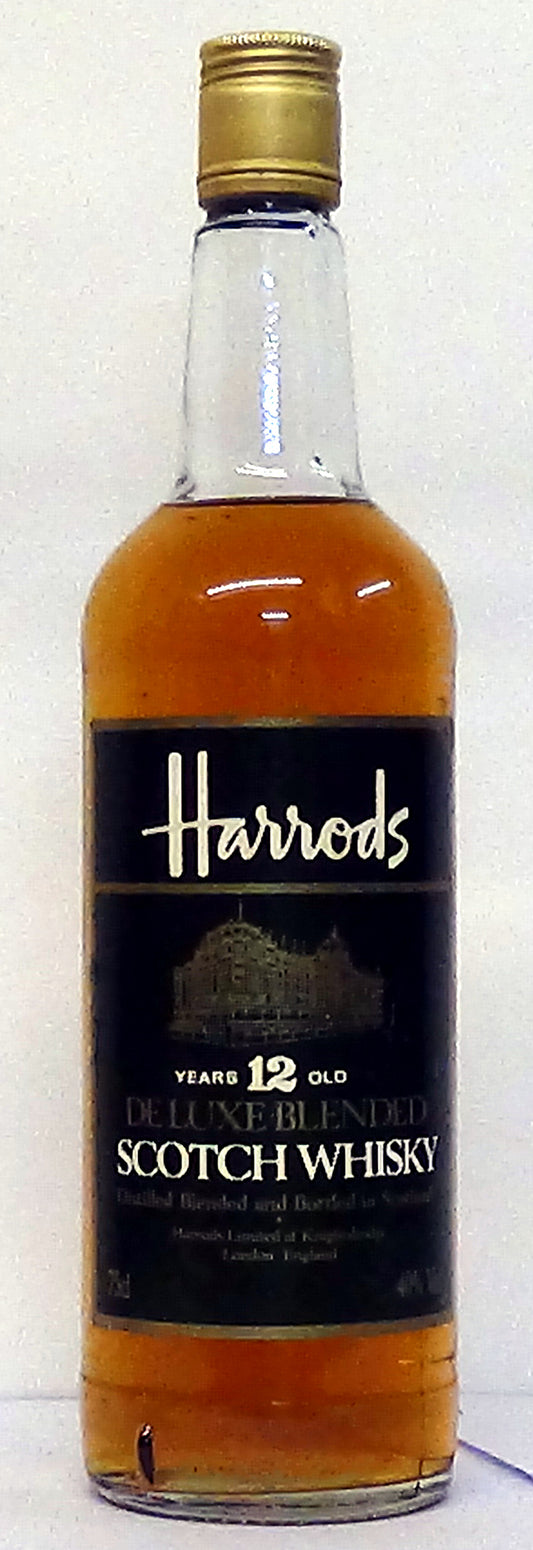 Harrods
YEARS 12 OLD
DE LUXE BLENDED
SCOTCH WHISKY
Distilled Blended and Bottled in Scotland
Harrods Limited of Knightsbridge
London England
75cl 40%